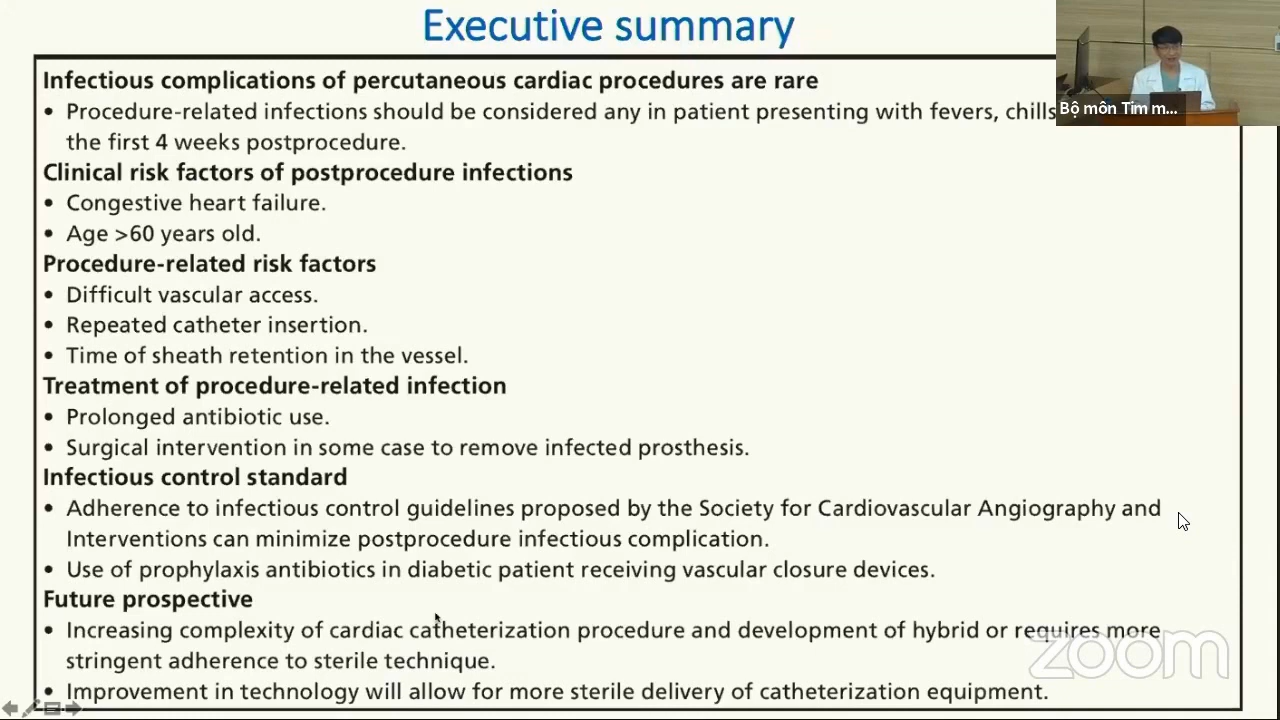 Executive summary
Infectious complications of percutaneous cardiac procedures are rare
• Procedure-related infections should be considered any in patient presenting with fevers, chills
the first 4 weeks postprocedure.
Bộ môn Tim m...
Clinical risk factors of postprocedure infections
• Congestive heart failure.
• Age >60 years old.
Procedure-related risk factors
• Difficult vascular access.
• Repeated catheter insertion.
• Time of sheath retention in the vessel.
Treatment of procedure-related infection
• Prolonged antibiotic use.
• Surgical intervention in some case to remove infected prosthesis.
Infectious control standard
• Adherence to infectious control guidelines proposed by the Society for Cardiovascular Angiography and
Interventions can minimize postprocedure infectious complication.
• Use of prophylaxis antibiotics in diabetic patient receiving vascular closure devices.
Future prospective
• Increasing complexity of cardiac catheterization procedure and development of hybrid or requires more
stringent adherence to sterile technique.
• Improvement in technology will allow for more sterile delivery of catheterization equipment.
zoom